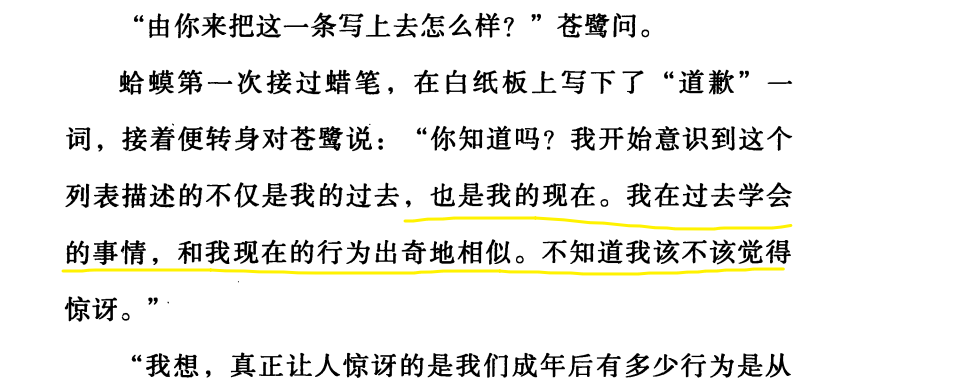 “由你来把这一条写上去怎么样？”苍鹭问。
蛤蟆第一次接过蜡笔，在白纸板上写下了“道歉”一
词，接着便转身对苍鹭说：“你知道吗？我开始意识到这个
列表描述的不仅是我的过去，也是我的现在。我在过去学会
的事情，和我现在的行为出奇地相似。不知道我该不该觉得
惊讶。”
“我想，真正让人惊讶的是我们成年后有多少行为是从